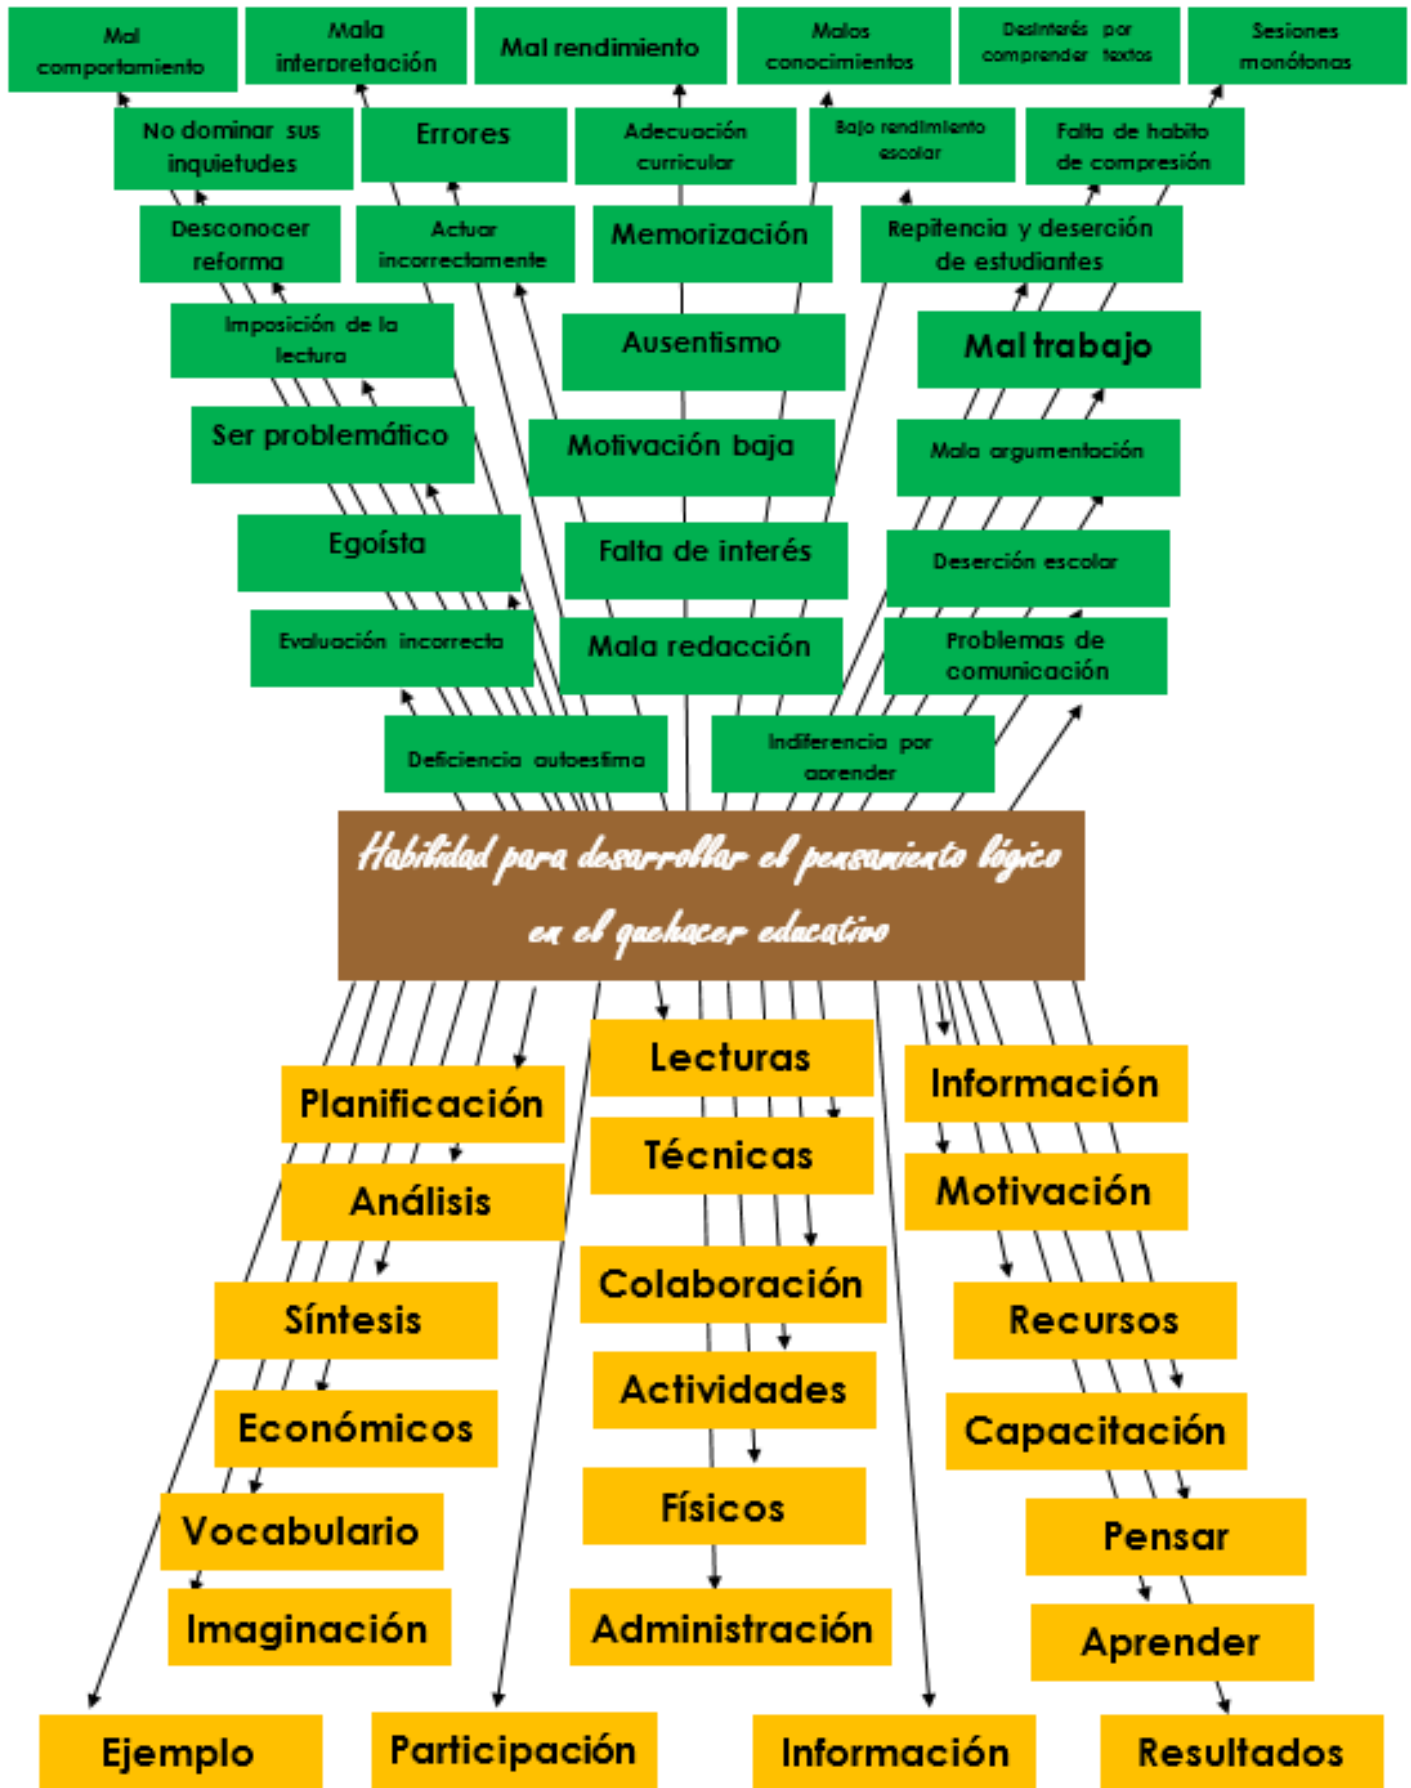 Mal
comportamiento
Mala
interpretación
Mal rendimiento
Malos
conocimientos
Desinterés por
comprender textos
Sesiones
monótonas
No dominar sus
inquietudes
Errores
Adecuación
curricular
Bajo rendimiento
escolar
Falta de habito
de compresión
Desconocer
reforma
Actuar
incorrectamente
Memorización
Repitencia y deserción
de estudiantes
Imposición de la
lectura
Ausentismo
Mal trabajo
Ser problemático
Motivación baja
Mala argumentación
Egoísta
Falta de interés
Deserción escolar
Evaluación incorrecta
Mala redacción
Problemas de
comunicación
Deficiencia autoestima
Indiferencia por
aprender
Habilidad para desarrollar el pensamiento lógico
en el quehacer educativo
Lecturas
Planificación
Información
Técnicas
Análisis
Motivación
Colaboración
Síntesis
Recursos
Actividades
Económicos
Capacitación
Físicos
Vocabulario
Pensar
Imaginación
Administración
Aprender
Ejemplo
Participación
Información
Resultados